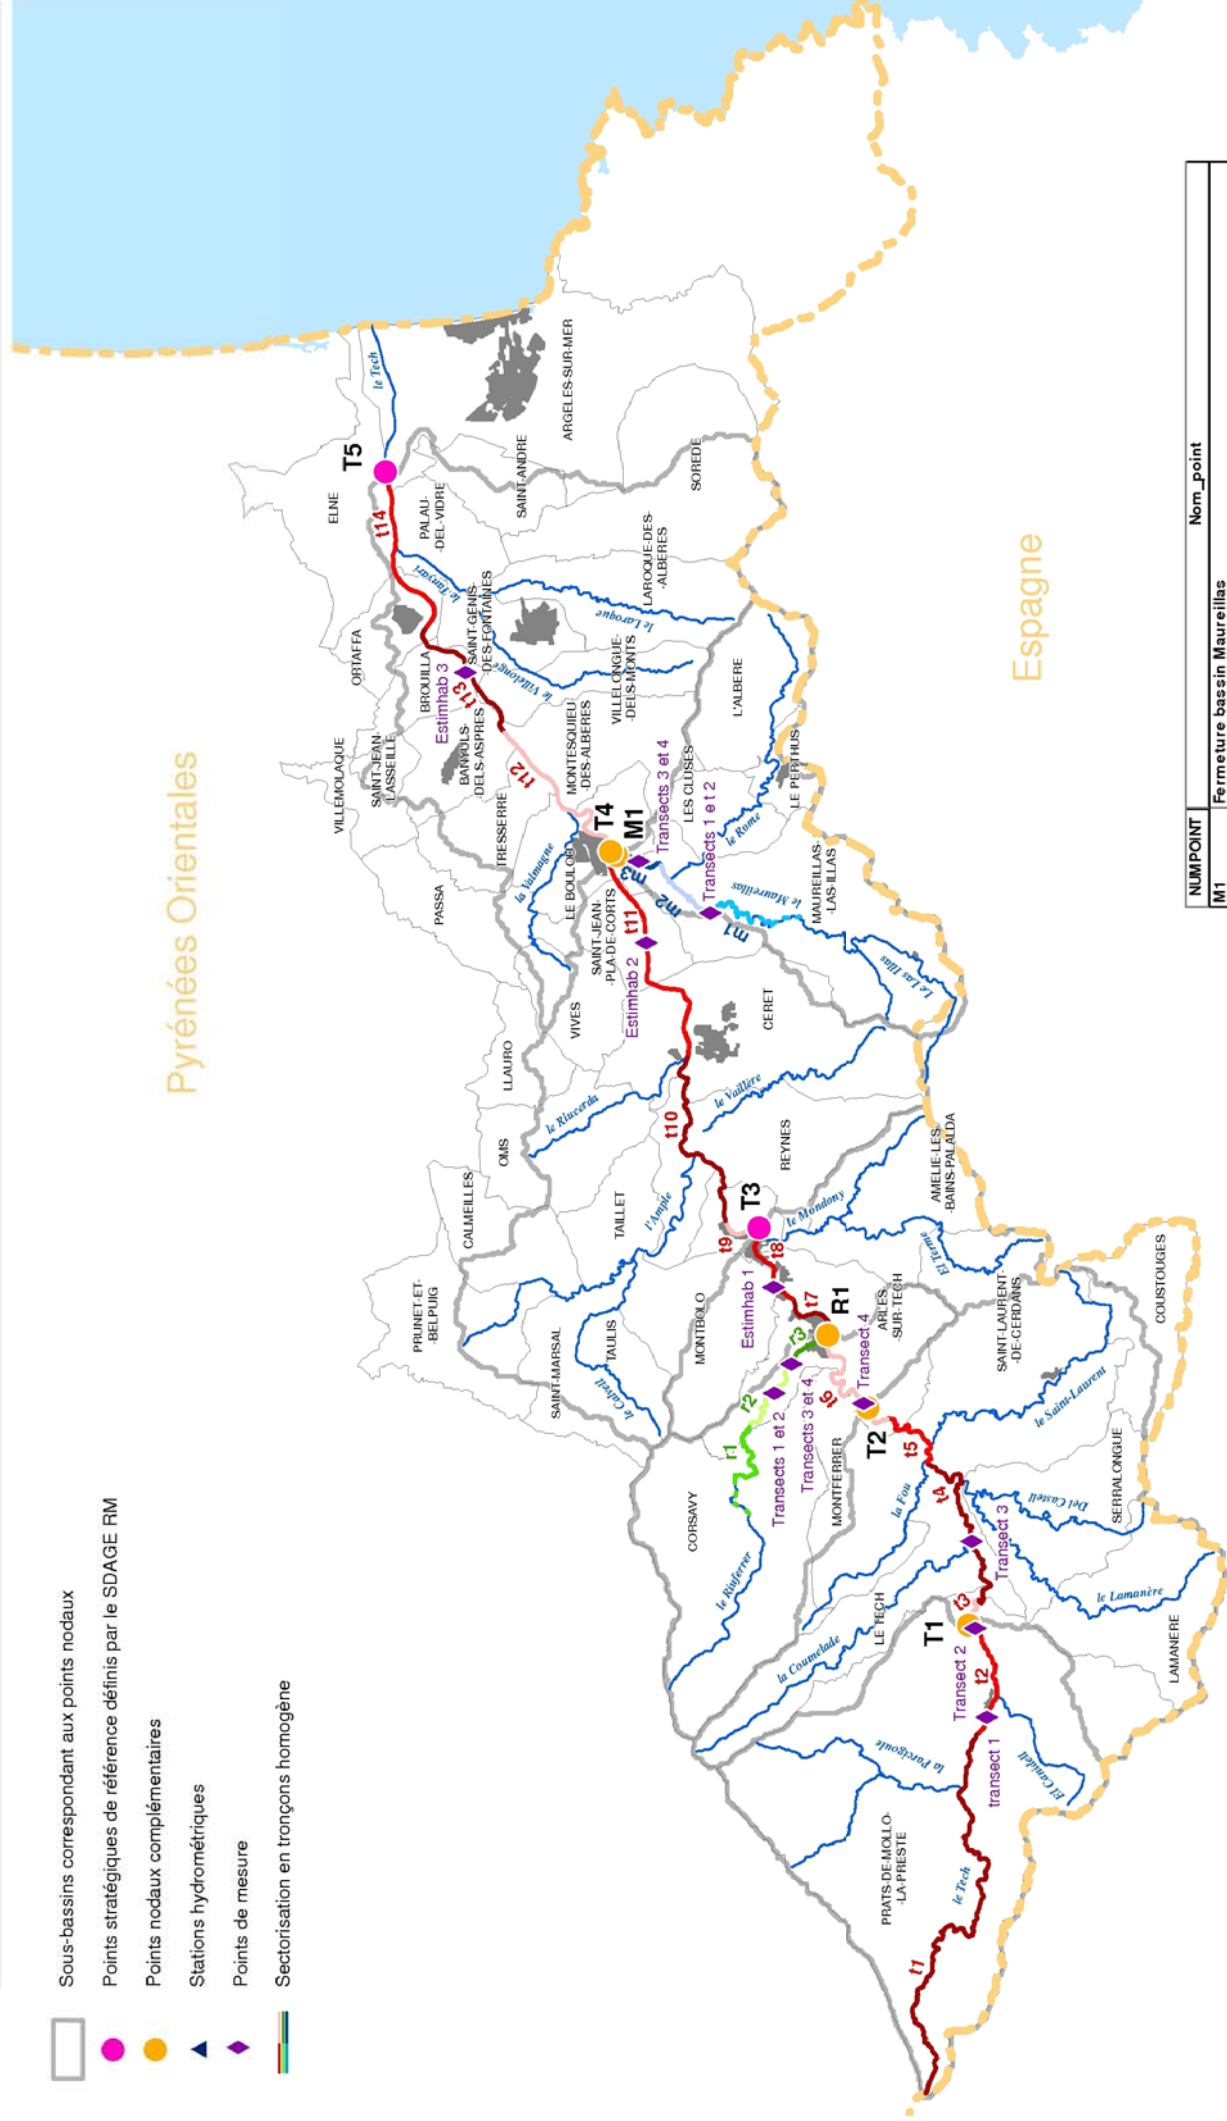 Sous-bassins correspondant aux points nodaux
Points stratégiques de référence définis par le SDAGE RM
Points nodaux complémentaires
Stations hydrométriques
Points de mesure
Sectorisation en tronçons homogène
Pyrénées Orientales
Espagne
PRUNET-ET-
-BELPUIG
CALMEILLES
OMS
LLAURO
PASSA
VILLEMOLAQUE
SAINT-JEAN-
LASSEILLE
TRESSERRE
BANYULS-
-DELS-ASPRES
BROUILLA
ORTAFFA
ELNE
PALAU-
-DEL-VIDRE
SAINT-GENIS-
DES-FONTAINES
SAINT-ANDRE
ARGELES-SUR-MER
SOREDE
LAROQUE-DES-
-ALBERES
VILLELONGUE-
-DELS-MONTS
MONTESQUIEU
-DES-ALBERES
L'ALBERE
LES CLUSES
LE PERTHUS
MAUREILLAS-
-LAS-ILLAS
LE BOULOU
SAINT-JEAN-
-PLA-DE-CORTS
VIVES
CERET
REYNES
TAILLET
TAULIS
SAINT-MARSAL
MONTBOLO
AMELIE-LES-
-BAINS-PALALDA
ARLES
-SUR-TECH
SAINT-LAURENT-
-DE-CERDANS
COUSTOUGES
CORSAVY
MONTFERRER
SERRALONGUE
LE TECH
LAMANERE
PRATS-DE-MOLLO-
-LA-PRESTE
le Tech
le Tanyari
le Laroque
le Villelongue
la Valmagne
le Rome
le Maureillas
Le Las Illas
le Vaillère
le Riucerda
l'Ample
le Calvell
le Mondony
El Terme
le Saint-Laurent
Del Castell
le Lamanère
la Fou
la Coumelade
le Riuferrer
la Parcigoule
El Canidell
le Tech
T1
T2
T3
T4
T5
M1
R1
t1
t2
t3
t4
t5
t6
t7
t8
t9
t10
t11
t12
t13
t14
r1
r2
r3
m1
m2
m3
transect 1
Transect 2
Transect 3
Transect 4
Transects 1 et 2
Transects 3 et 4
Estimhab 1
Estimhab 2
Estimhab 3
Transects 1 et 2
Transects 3 et 4
NUMPOINT Nom_point
M1 Fermeture bassin Maureillas